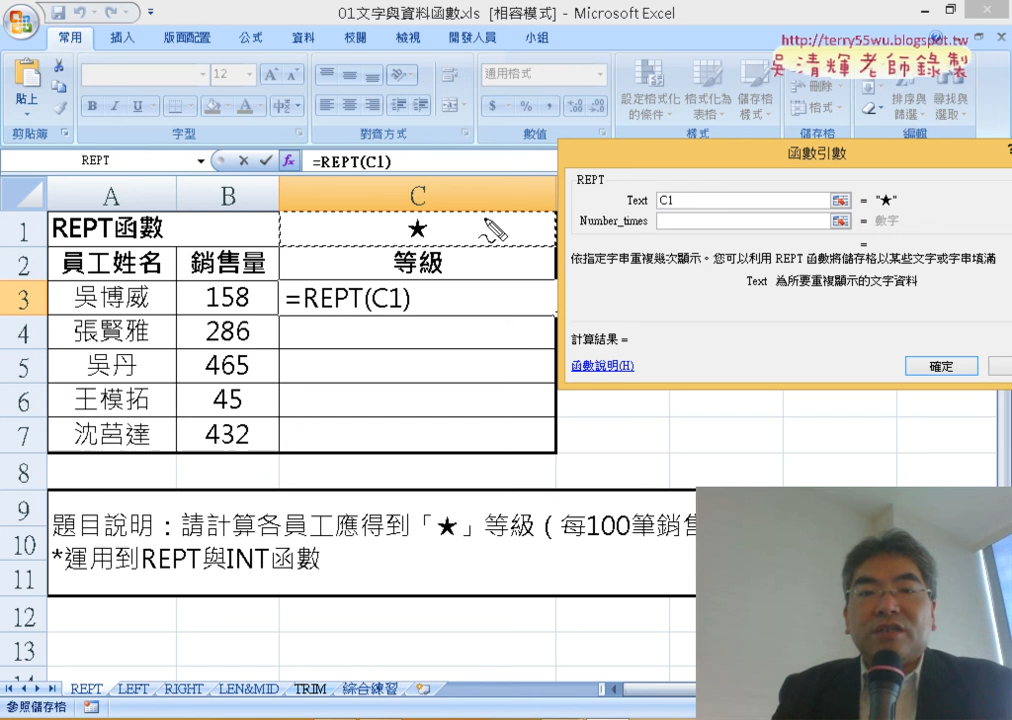 01文字與資料函數.xls [相容模式] - Microsoft Excel
常用 插入 版面配置 公式 資料 校閱 檢視 開發人員 小組
http://terry55wu.blogspot.tw
吳清輝老師錄製
貼上 12 A A 通用格式 設定格式化的條件 格式化為表格 儲存格樣式 刪除 格式 排序與篩選 尋找與選取
B I U A 中 $ % ,
剪貼簿 字型 對齊方式 數值 樣式 儲存格 編輯
REPT fx =REPT(C1)
函數引數 ?
REPT
Text C1 = "★"
Number_times = 數字
=
依指定字串重複幾次顯示。您可以利用 REPT 函數將儲存格以某些文字或字串填滿
Text 為所要重複顯示的文字資料
計算結果 =
函數說明(H) 確定
A B C
1 REPT函數 ★
2 員工姓名 銷售量 等級
3 吳博威 158 =REPT(C1)
4 張賢雅 286
5 吳丹 465
6 王模拓 45
7 沈莒達 432
8
9
題目說明：請計算各員工應得到「★」等級（每100筆銷售
10
*運用到REPT與INT函數
11
12
13
REPT LEFT RIGHT LEN&MID TRIM 綜合練習
參照儲存格